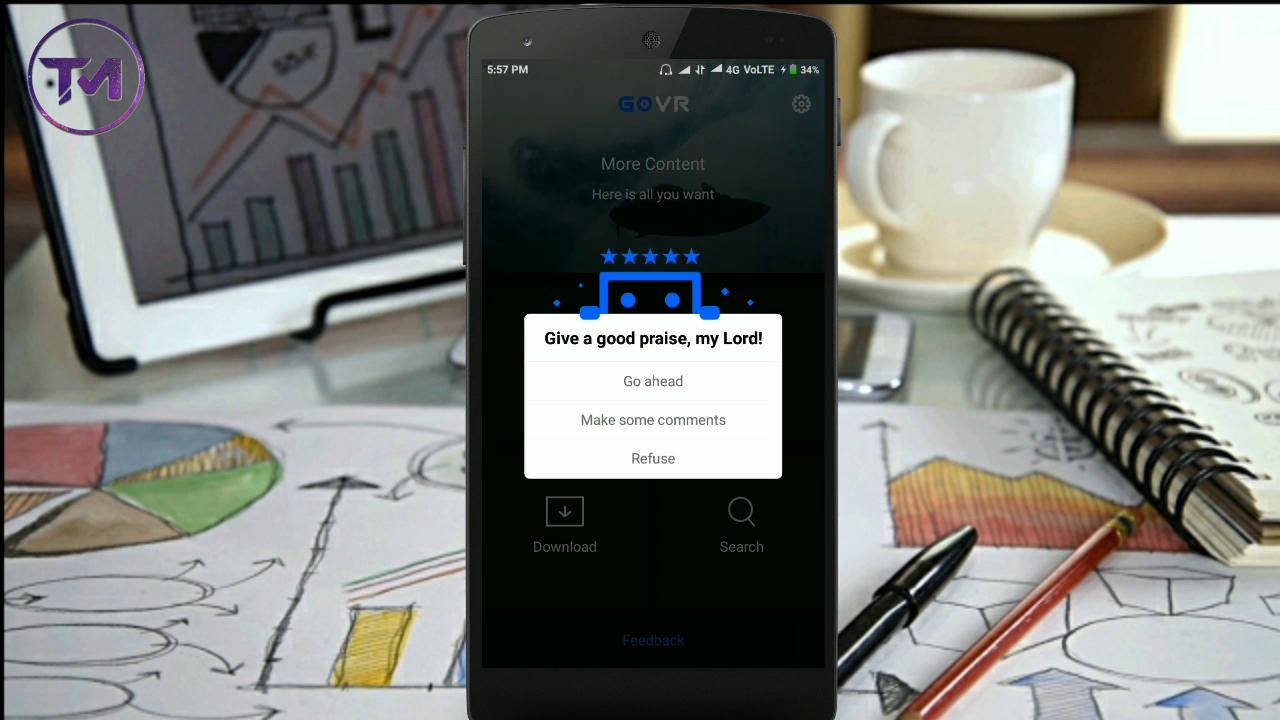 TM
5:57 PM
4G VoLTE
34%
GOVR
More Content
Here is all you want
Give a good praise, my Lord!
Go ahead
Make some comments
Refuse
Download
Search
Feedback